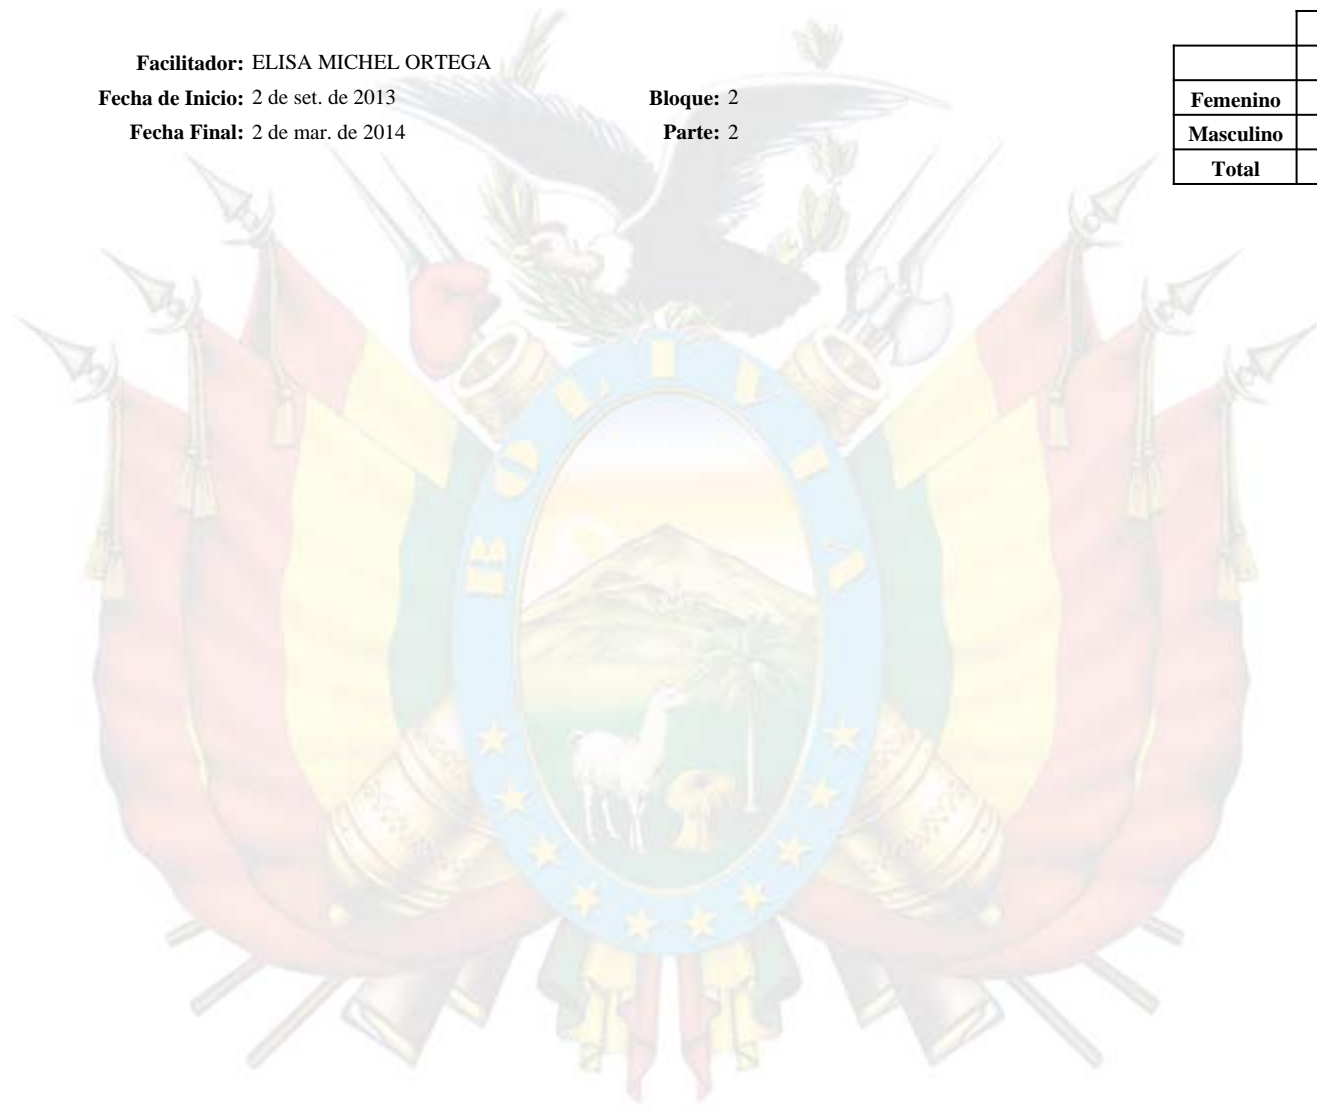 Facilitador: ELISA MICHEL ORTEGA
Fecha de Inicio: 2 de set. de 2013 Bloque: 2
Fecha Final: 2 de mar. de 2014 Parte: 2
Femenino
Masculino
Total
BOLIVIA